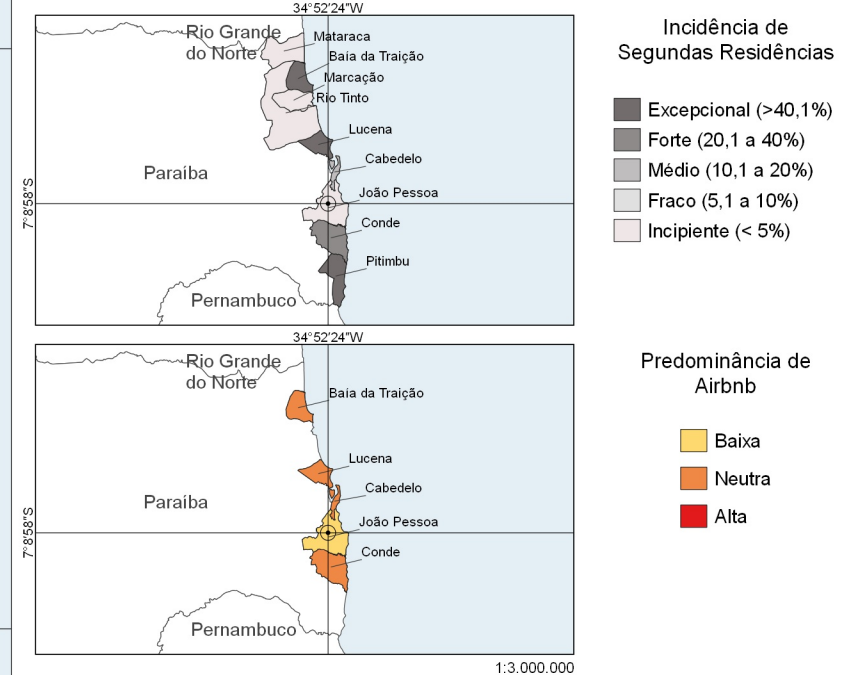 34°52'24"W
Rio Grande
do Norte
Mataraca
Baía da Traição
Marcação
Rio Tinto
Lucena
Cabedelo
Paraíba
João Pessoa
7°8'58"S
Conde
Pitimbu
Pernambuco
Incidência de
Segundas Residências
Excepcional (>40,1%)
Forte (20,1 a 40%)
Médio (10,1 a 20%)
Fraco (5,1 a 10%)
Incipiente (< 5%)
34°52'24"W
Rio Grande
do Norte
Baía da Traição
Lucena
Cabedelo
Paraíba
João Pessoa
7°8'58"S
Conde
Pernambuco
1:3.000.000
Predominância de
Airbnb
Baixa
Neutra
Alta